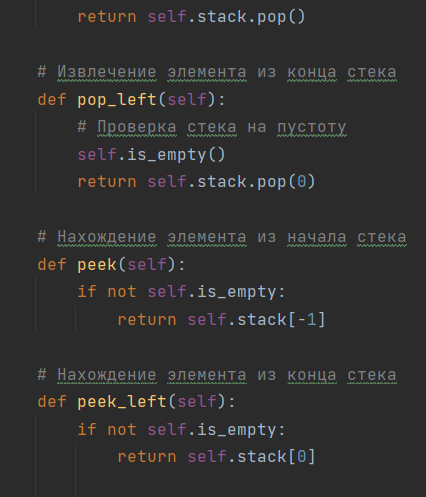 return self.stack.pop()
# Извлечение элемента из конца стека
def pop_left(self):
# Проверка стека на пустоту
self.is_empty()
return self.stack.pop(0)
# Нахождение элемента из начала стека
def peek(self):
if not self.is_empty:
return self.stack[-1]
# Нахождение элемента из конца стека
def peek_left(self):
if not self.is_empty:
return self.stack[0]